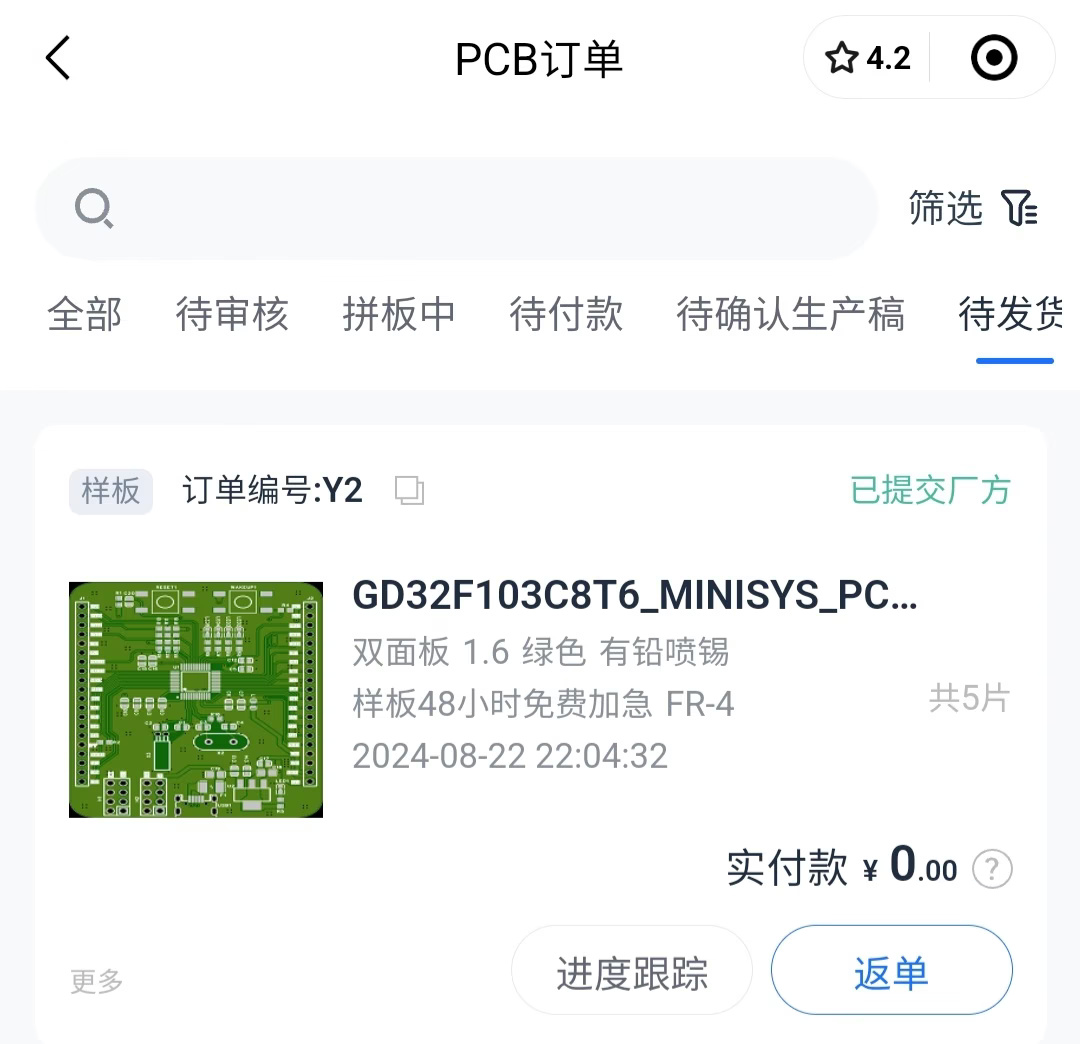 PCB订单
4.2
筛选
全部 待审核 拼板中 待付款 待确认生产稿 待发货
样板 订单编号:Y2 已提交厂方
GD32F103C8T6_MINISYS_PC...
双面板 1.6 绿色 有铅喷锡
样板48小时免费加急 FR-4
共5片
2024-08-22 22:04:32
实付款 ¥ 0.00 ?
更多 进度跟踪 返单